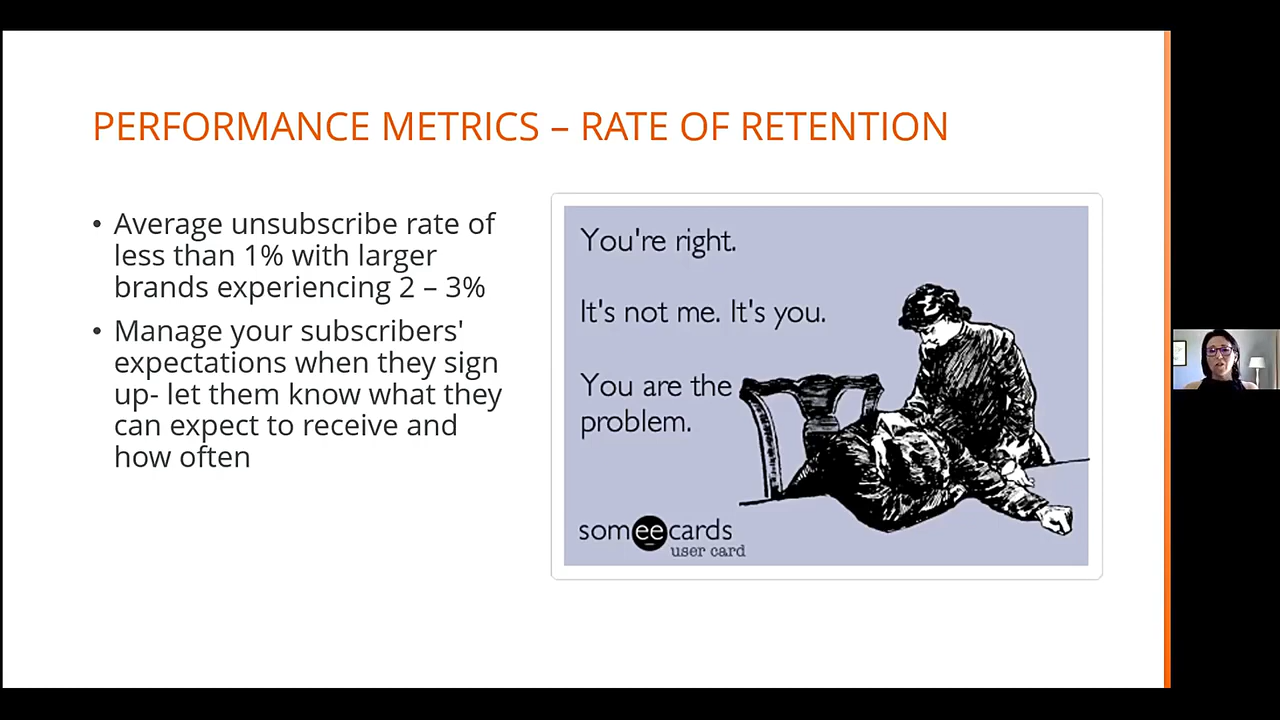 PERFORMANCE METRICS – RATE OF RETENTION
• Average unsubscribe rate of
less than 1% with larger
brands experiencing 2 – 3%
• Manage your subscribers'
expectations when they sign
up- let them know what they
can expect to receive and
how often
You're right.
It's not me. It's you.
You are the
problem.
someecards
user card